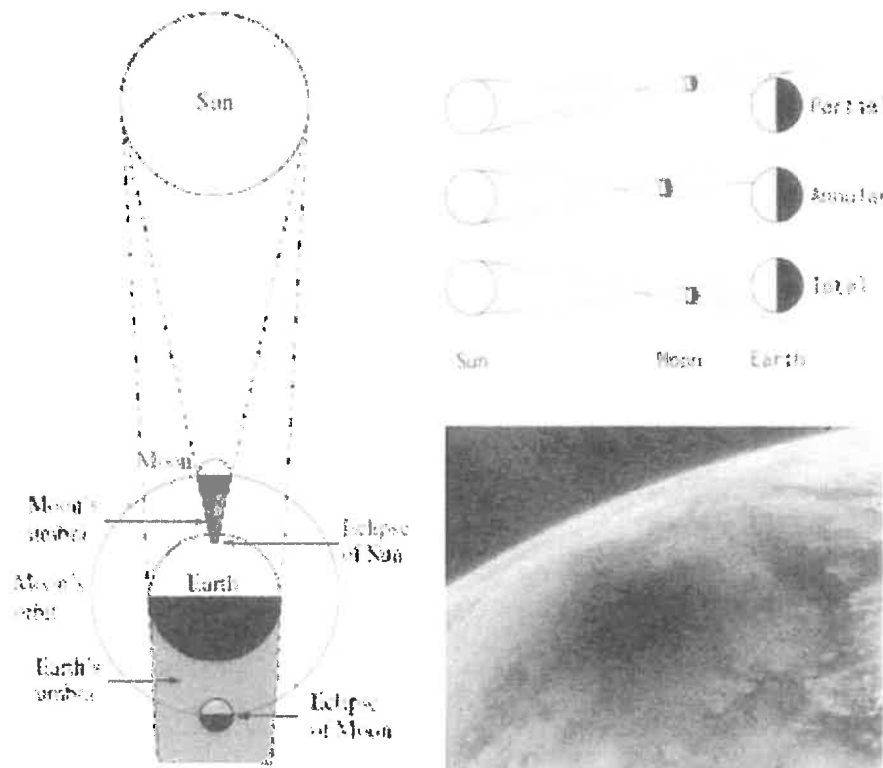 Sun
Moon
Moon's
umbra
Eclipse
of Sun
Moon's
orbit
Earth
Earth's
umbra
Eclipse
of Moon
Partial
Annular
Total
Sun
Moon
Earth